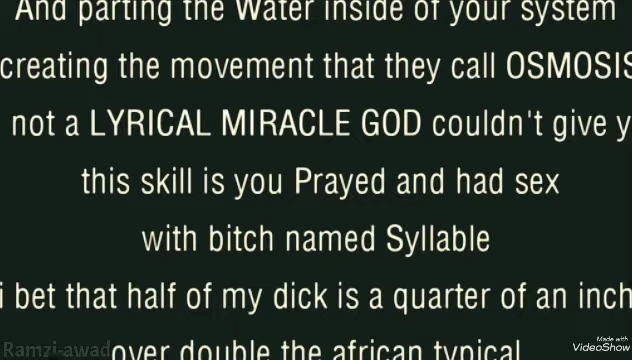 And parting the Water inside of your system
creating the movement that they call OSMOSIS
not a LYRICAL MIRACLE GOD couldn't give y
this skill is you Prayed and had sex
with bitch named Syllable
i bet that half of my dick is a quarter of an inch
over double the african typical
Ramzi-awad
Made with
VideoShow